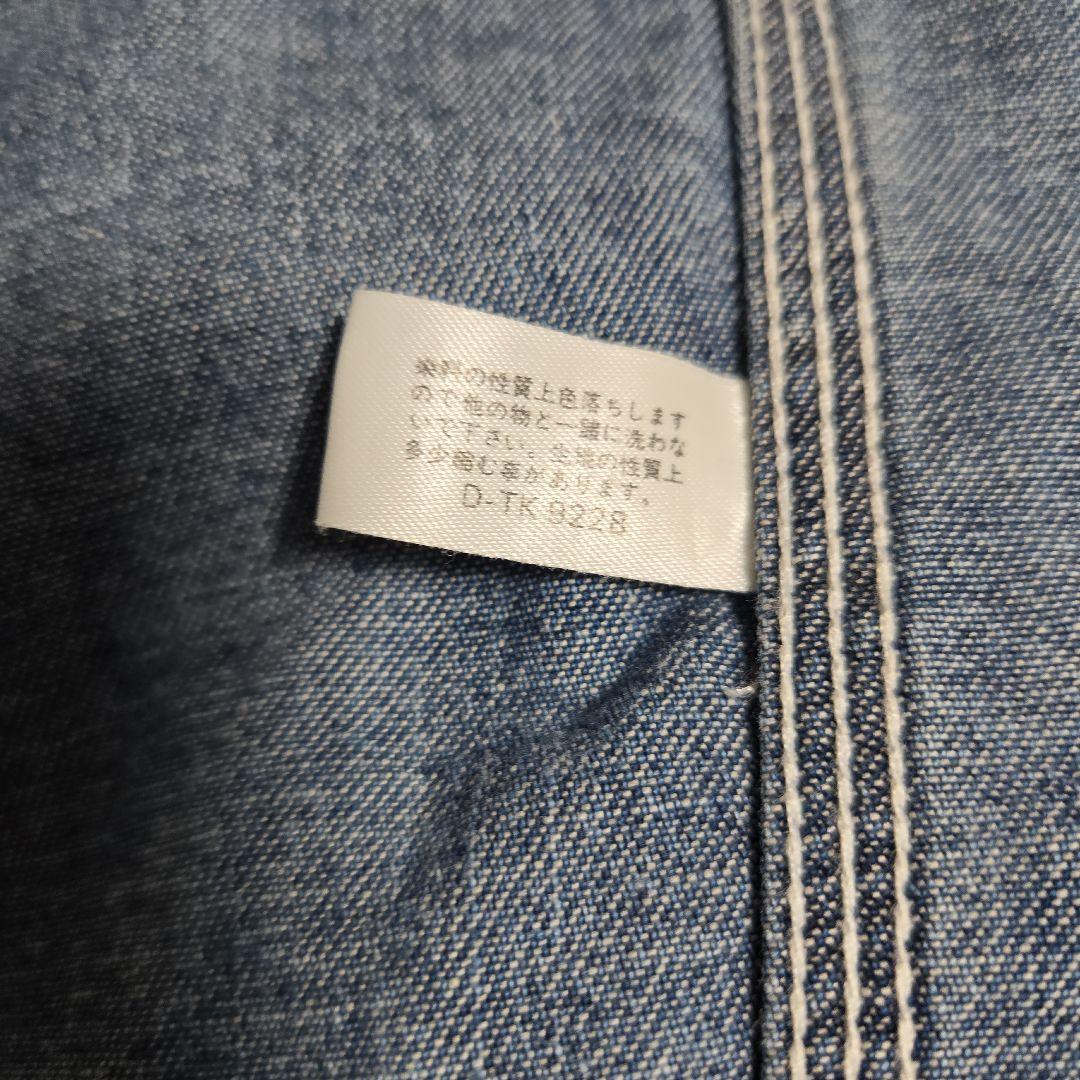 染料の性質上色落ちします
ので他の物と一諸に洗わな
いで下さい。生地の性質上
多少縮む事があります。
D-TK 9228